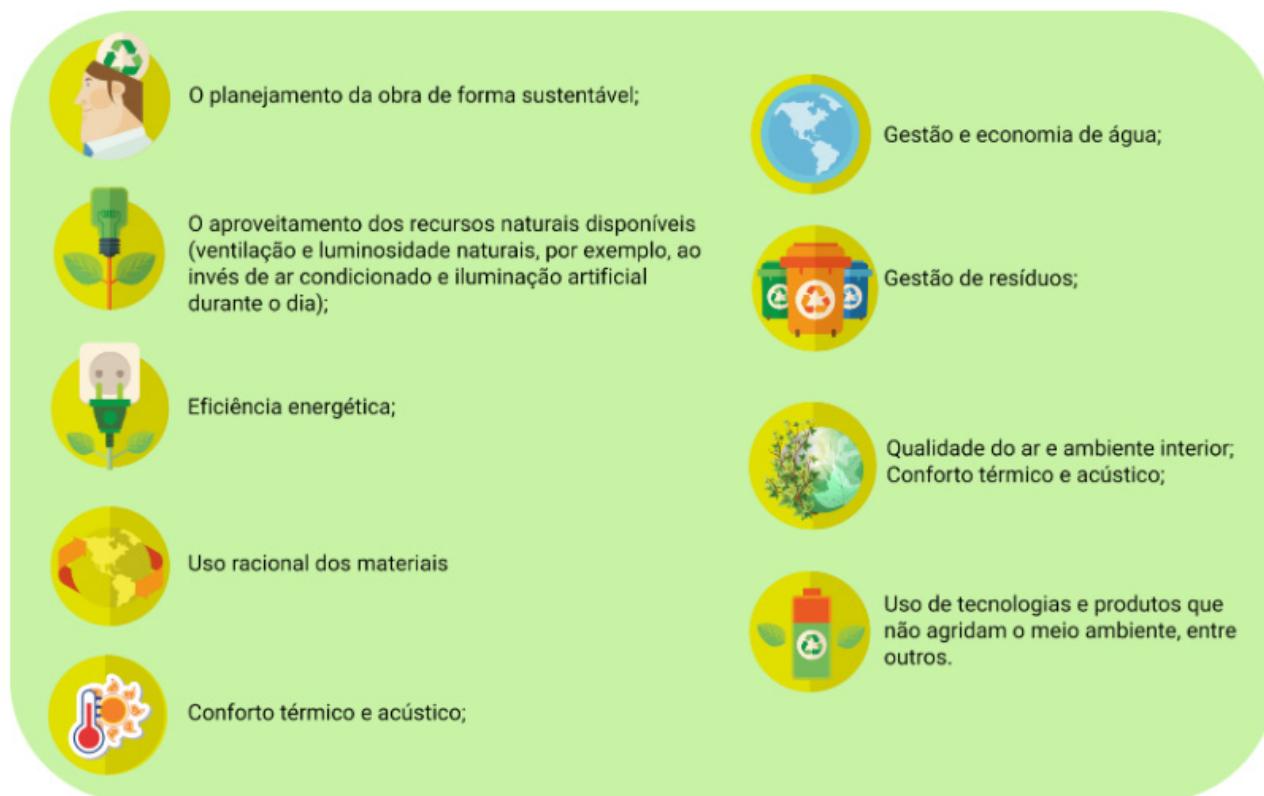 O planejamento da obra de forma sustentável;
O aproveitamento dos recursos naturais disponíveis
(ventilação e luminosidade naturais, por exemplo, ao
invés de ar condicionado e iluminação artificial
durante o dia);
Eficiência energética;
Uso racional dos materiais
Conforto térmico e acústico;
Gestão e economia de água;
Gestão de resíduos;
Qualidade do ar e ambiente interior;
Conforto térmico e acústico;
Uso de tecnologias e produtos que
não agridam o meio ambiente, entre
outros.